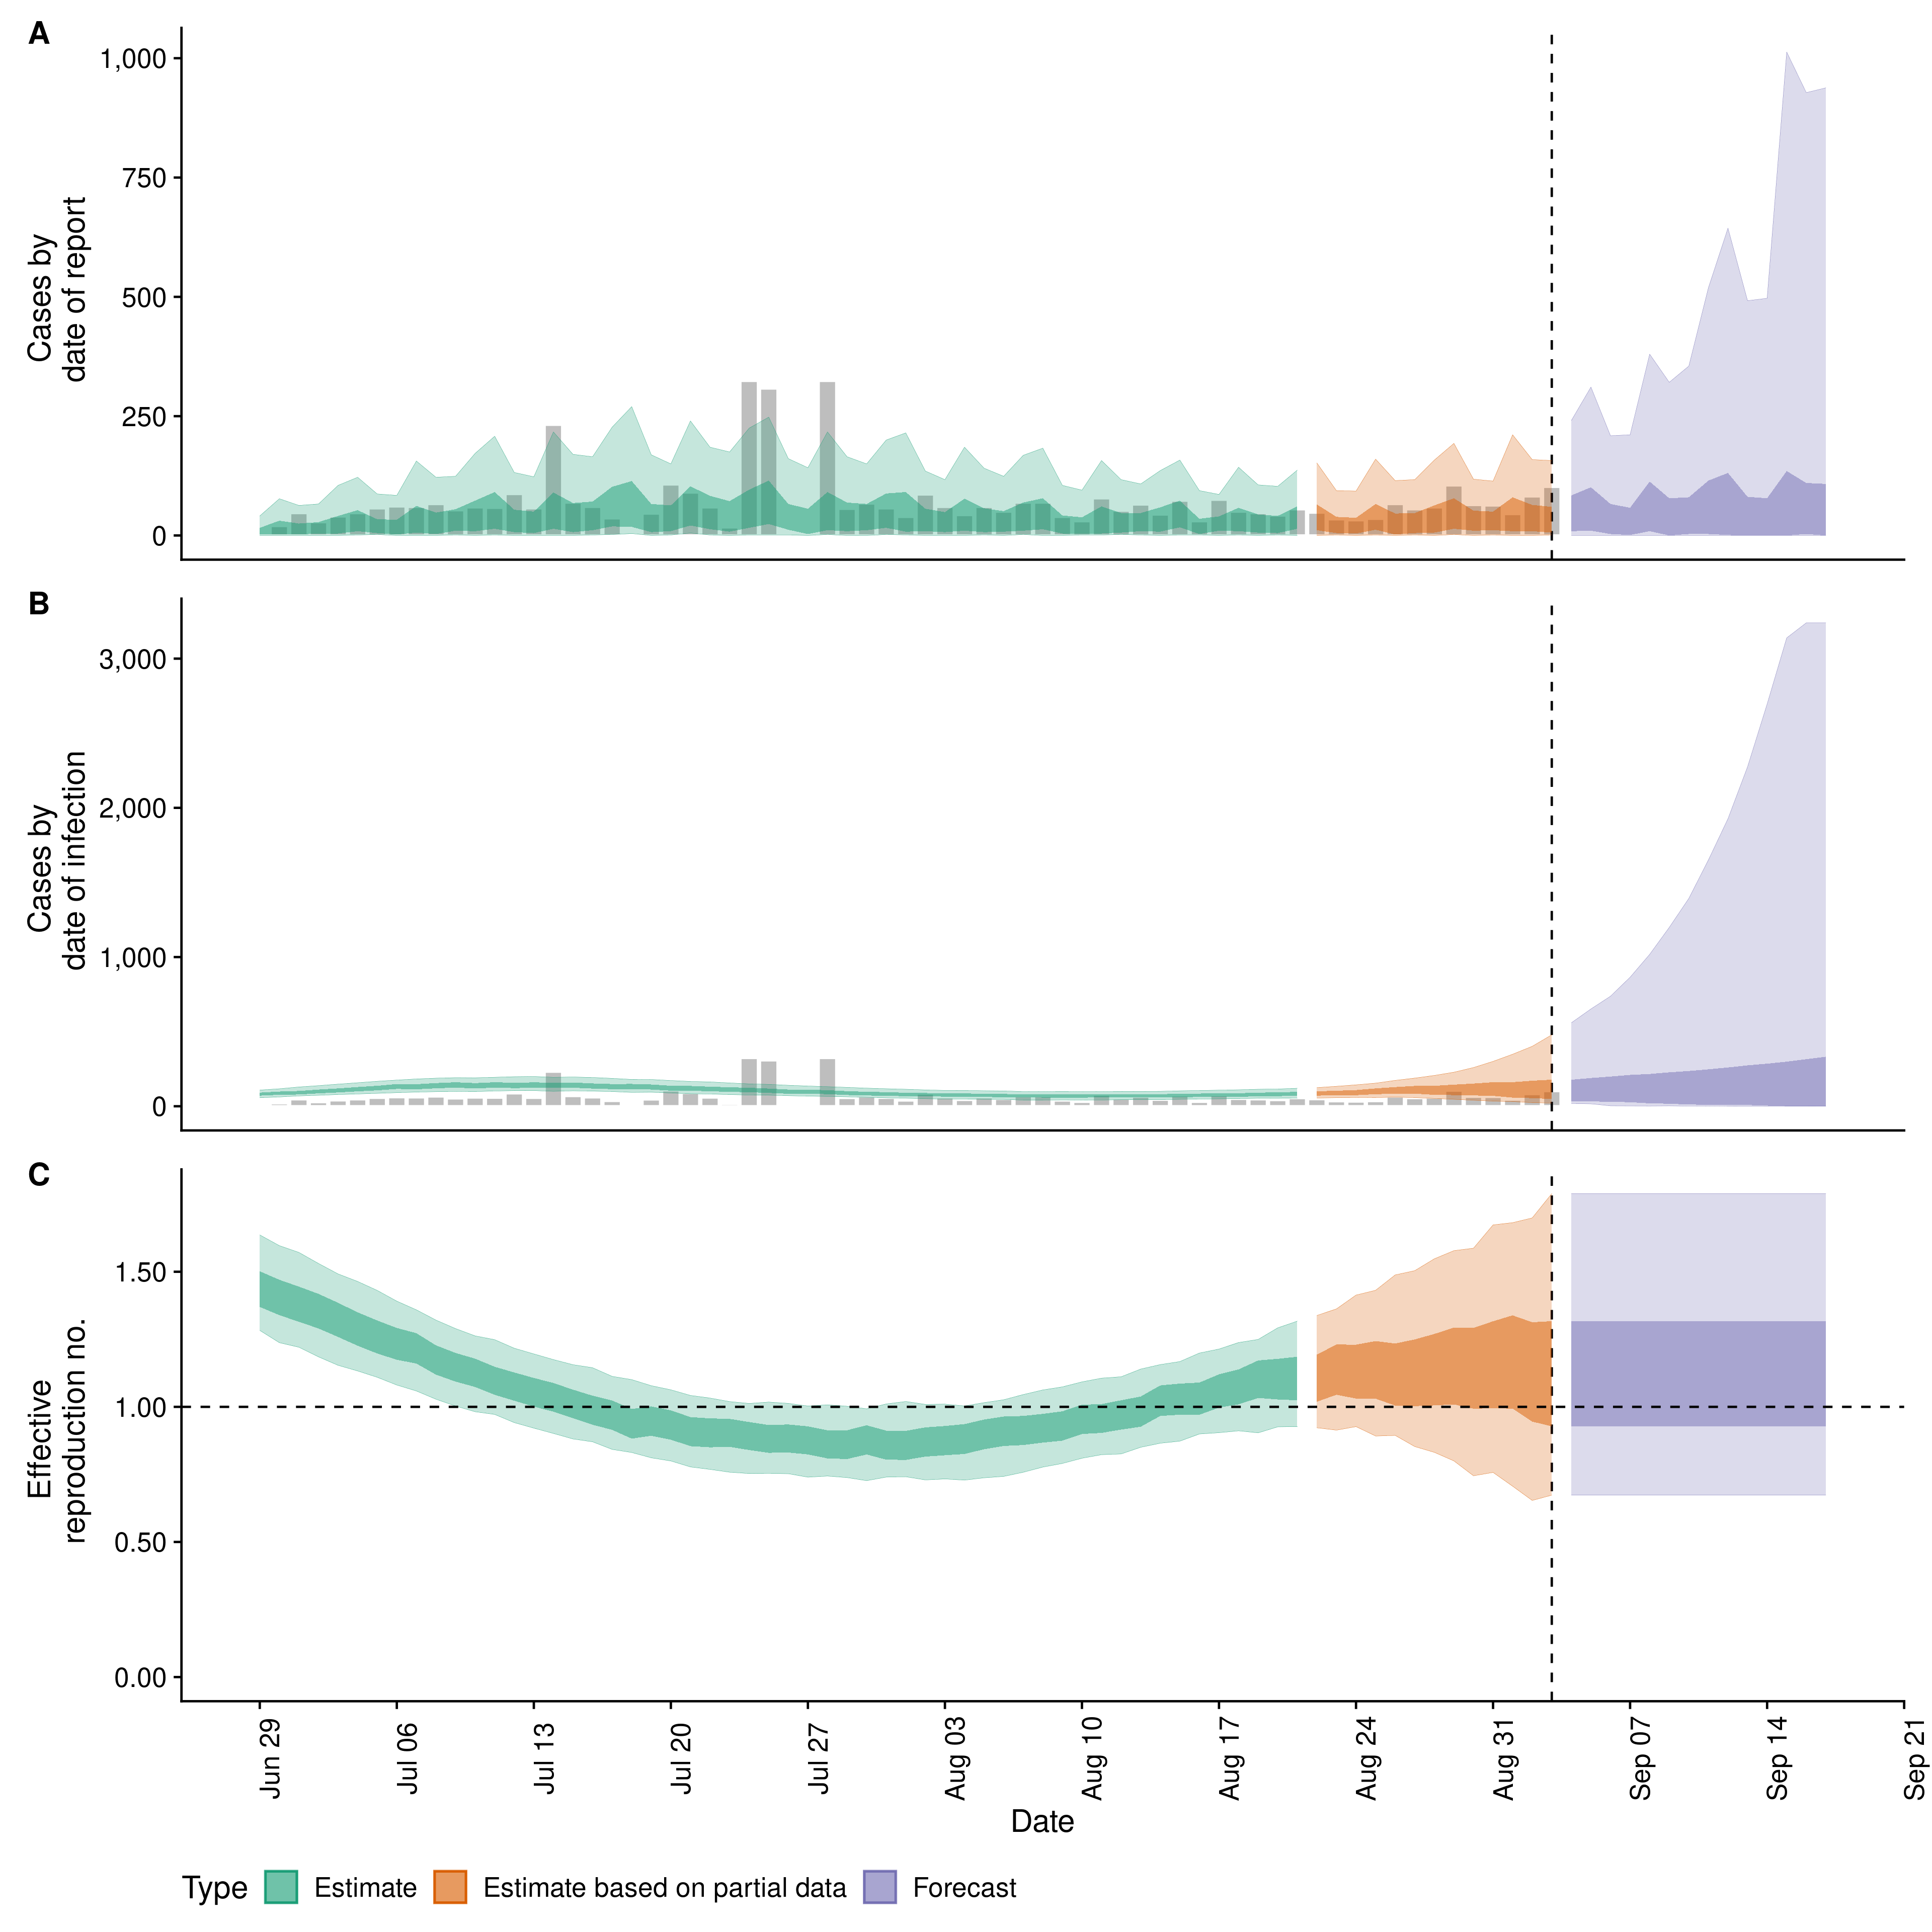 A
1,000
750
500
250
0
Cases by
date of report
B
3,000
2,000
1,000
0
Cases by
date of infection
C
1.50
1.00
0.50
0.00
Effective
reproduction no.
Jun 29
Jul 06
Jul 13
Jul 20
Jul 27
Aug 03
Aug 10
Aug 17
Aug 24
Aug 31
Sep 07
Sep 14
Sep 21
Date
Type Estimate Estimate based on partial data Forecast